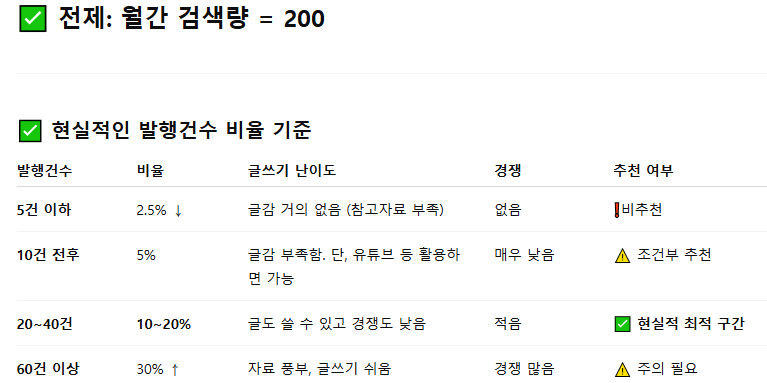 ✅ 전제: 월간 검색량 = 200
✅ 현실적인 발행건수 비율 기준
발행건수 비율 글쓰기 난이도 경쟁 추천 여부
5건 이하 2.5% ↓ 글감 거의 없음 (참고자료 부족) 없음 ❗비추천
10건 전후 5% 글감 부족함. 단, 유튜브 등 활용하
면 가능 매우 낮음 ⚠️ 조건부 추천
20~40건 10~20% 글도 쓸 수 있고 경쟁도 낮음 적음 ✅ 현실적 최적 구간
60건 이상 30% ↑ 자료 풍부, 글쓰기 쉬움 경쟁 많음 ⚠️ 주의 필요